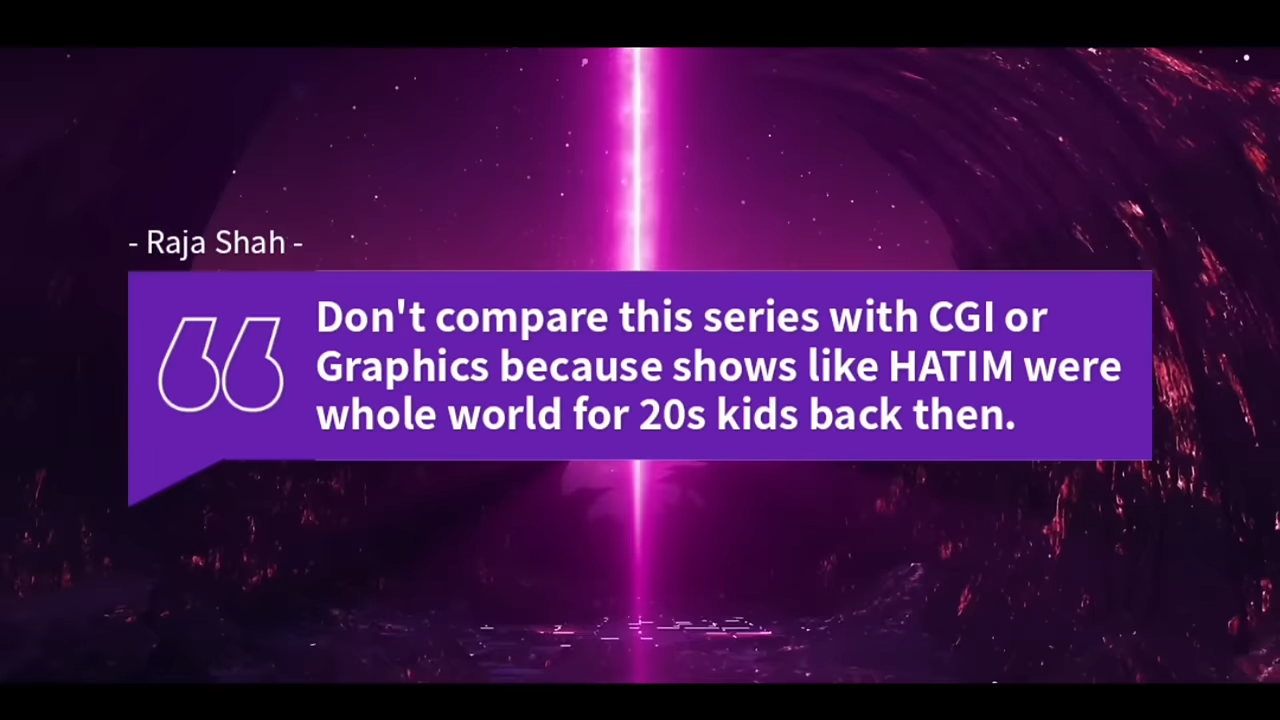 - Raja Shah -
Don't compare this series with CGI or
Graphics because shows like HATIM were
whole world for 20s kids back then.